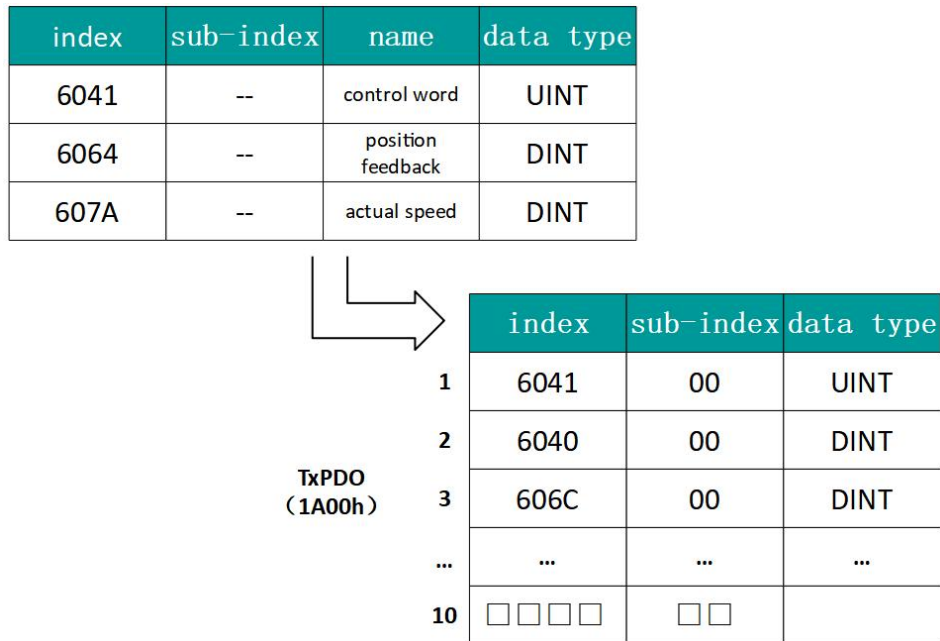 index sub-index name data type
6041 -- control word UINT
6064 -- position
feedback DINT
607A -- actual speed DINT
index sub-index data type
1 6041 00 UINT
2 6040 00 DINT
TxPDO
（1A00h）
3 606C 00 DINT
... ... ... ...
10 □□□□ □□